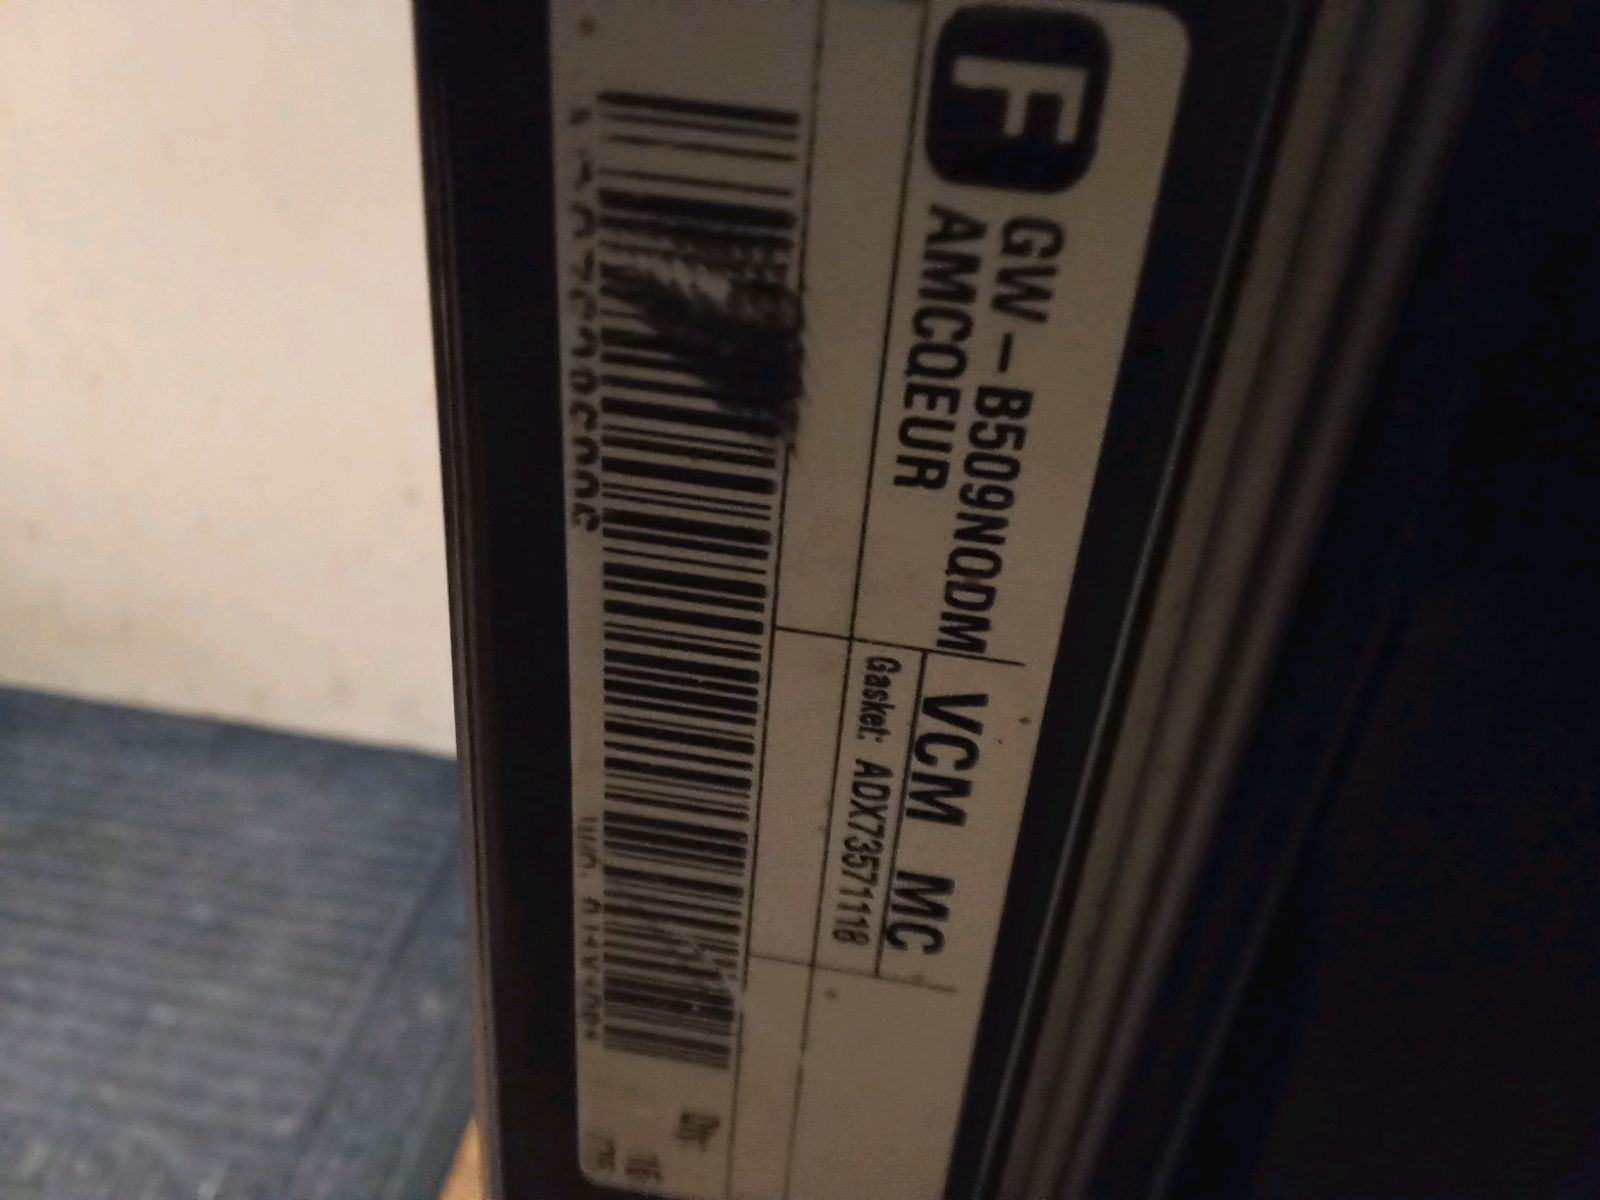 F
GW-B509NQDM
AMCQEUR
VCM MC
Gasket: ADX73571118